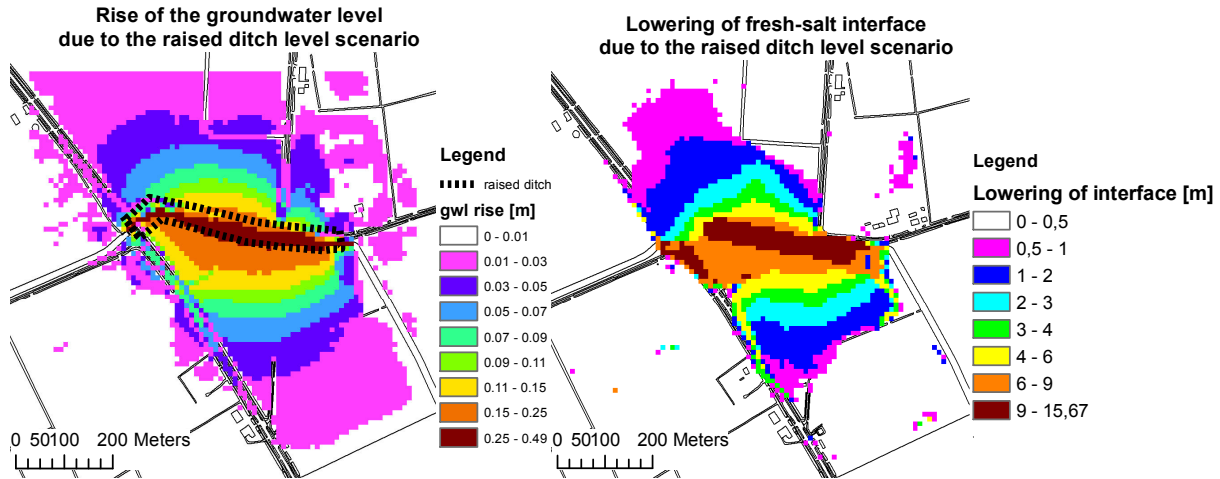 Rise of the groundwater level
due to the raised ditch level scenario
Legend
raised ditch
gwl rise [m]
0 - 0.01
0.01 - 0.03
0.03 - 0.05
0.05 - 0.07
0.07 - 0.09
0.09 - 0.11
0.11 - 0.15
0.15 - 0.25
0.25 - 0.49
0 50100 200 Meters
Lowering of fresh-salt interface
due to the raised ditch level scenario
Legend
Lowering of interface [m]
0 - 0,5
0,5 - 1
1 - 2
2 - 3
3 - 4
4 - 6
6 - 9
9 - 15,67
0 50100 200 Meters